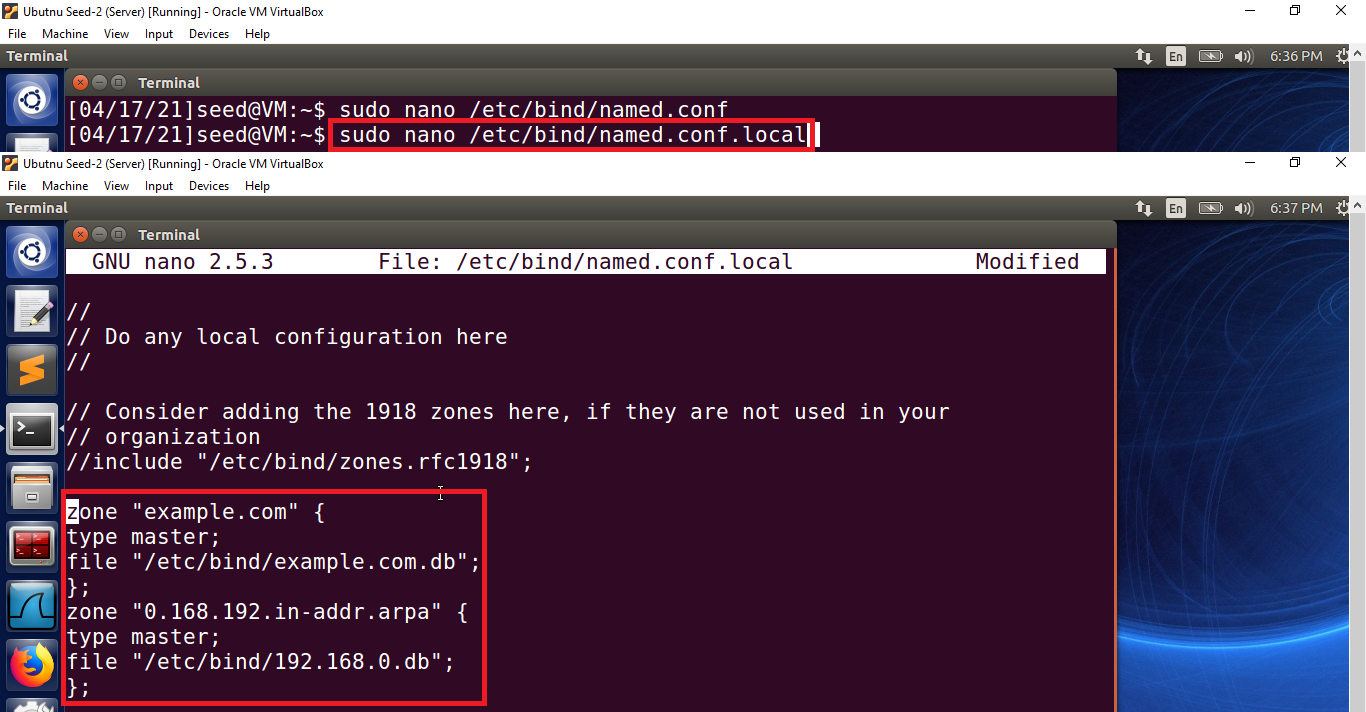 Ubutnu Seed-2 (Server) [Running] - Oracle VM VirtualBox
File Machine View Input Devices Help
Terminal En 6:36 PM
Terminal
[04/17/21]seed@VM:~$ sudo nano /etc/bind/named.conf
[04/17/21]seed@VM:~$ sudo nano /etc/bind/named.conf.local
Ubutnu Seed-2 (Server) [Running] - Oracle VM VirtualBox
File Machine View Input Devices Help
Terminal En 6:37 PM
Terminal
GNU nano 2.5.3 File: /etc/bind/named.conf.local Modified
//
// Do any local configuration here
//
// Consider adding the 1918 zones here, if they are not used in your
// organization
//include "/etc/bind/zones.rfc1918";
zone "example.com" {
type master;
file "/etc/bind/example.com.db";
};
zone "0.168.192.in-addr.arpa" {
type master;
file "/etc/bind/192.168.0.db";
};